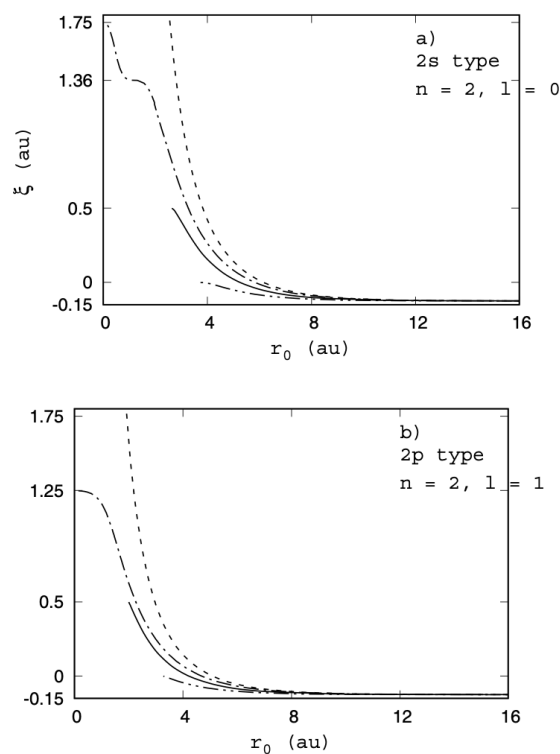 1.75
a)
2s type
1.36
n = 2, l = 0
ξ (au)
0.5
0
-0.15
0 4 8 12 16
r0 (au)
1.75
b)
2p type
n = 2, l = 1
1.25
0.5
0
-0.15
0 4 8 12 16
r0 (au)